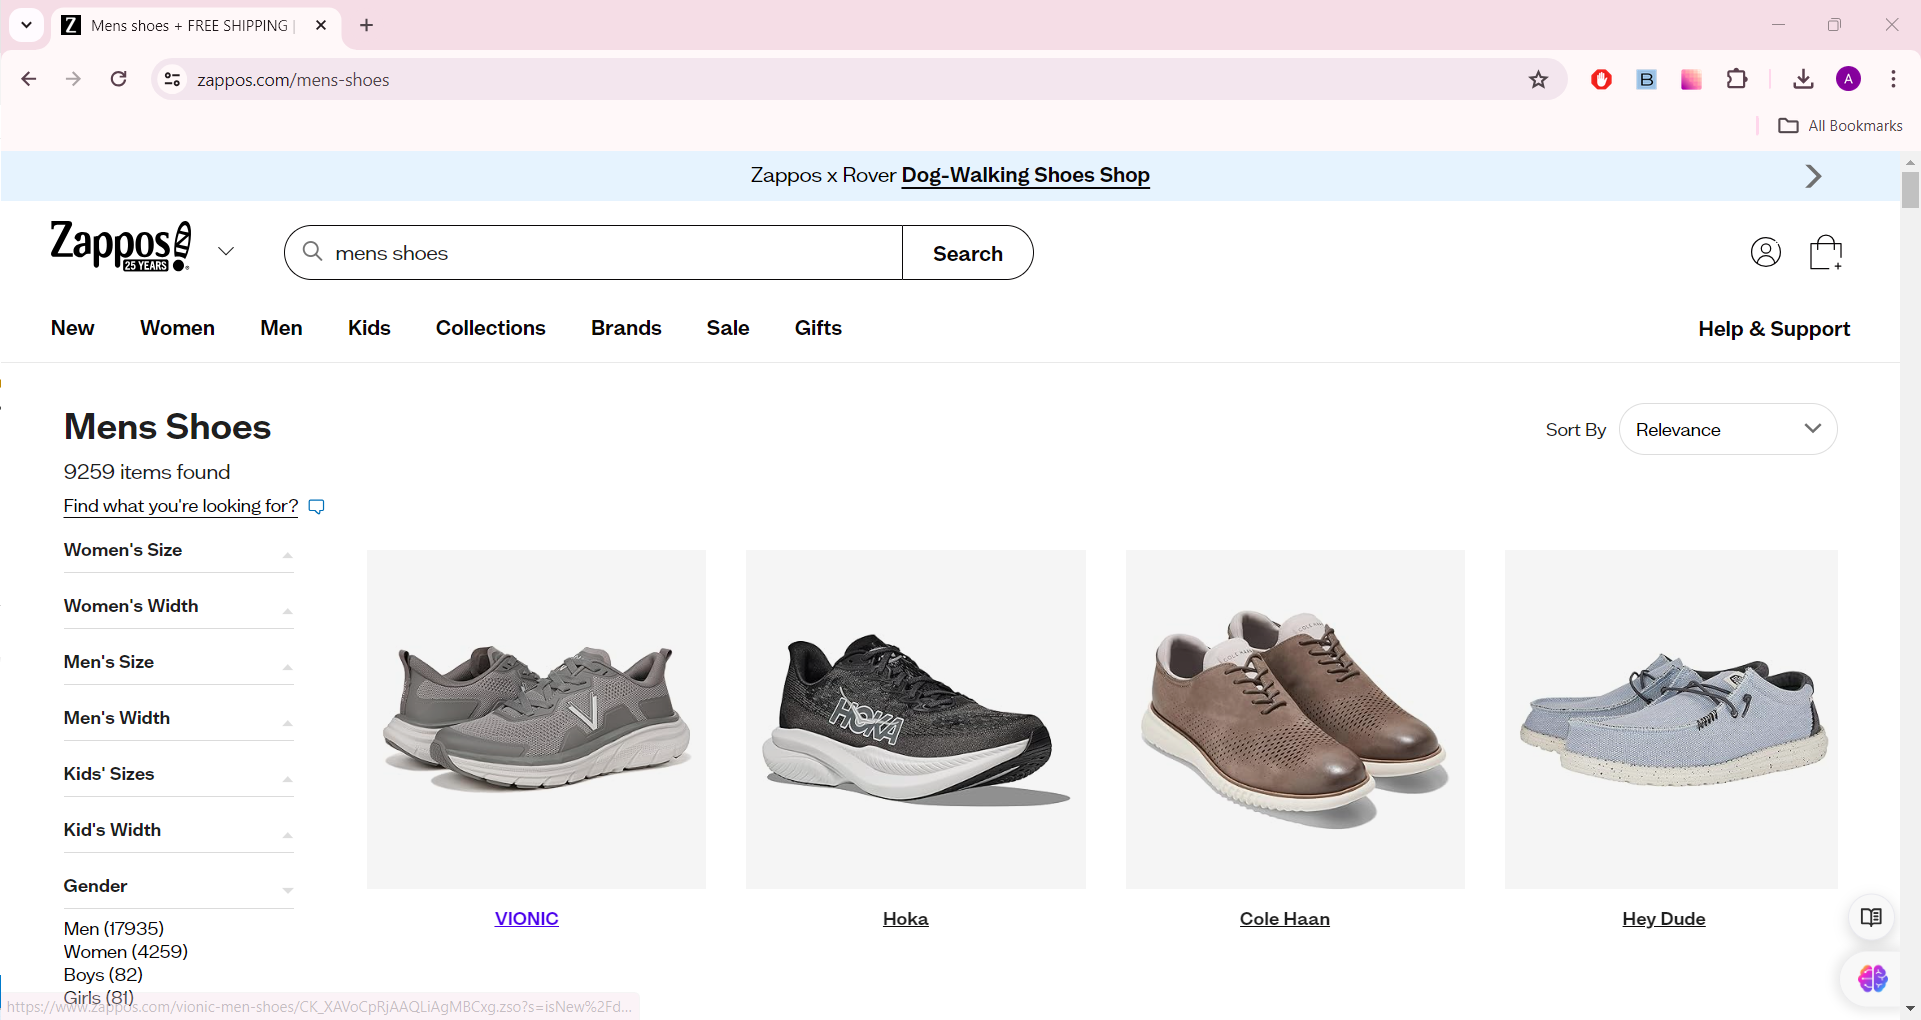 Mens shoes + FREE SHIPPING |
zappos.com/mens-shoes
B
A
All Bookmarks
Zappos x Rover Dog-Walking Shoes Shop
Zappos!
25 YEARS
mens shoes
Search
New
Women
Men
Kids
Collections
Brands
Sale
Gifts
Help & Support
Mens Shoes
Sort By
Relevance
9259 items found
Find what you're looking for?
Women's Size
Women's Width
Men's Size
Men's Width
Kids' Sizes
Kid's Width
Gender
Men (17935)
Women (4259)
Boys (82)
Girls (81)
HOKA
COLE HAAN
VIONIC
Hoka
Cole Haan
Hey Dude
https://www.zappos.com/vionic-men-shoes/CK_XAVoCpRjAAQLiAgMBCxg.zso?s=isNew%2Fd...